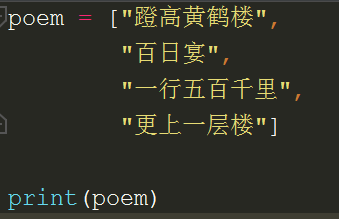 poem = ["蹬高黄鹤楼",
"百日宴",
"一行五百千里",
"更上一层楼"]
print(poem)